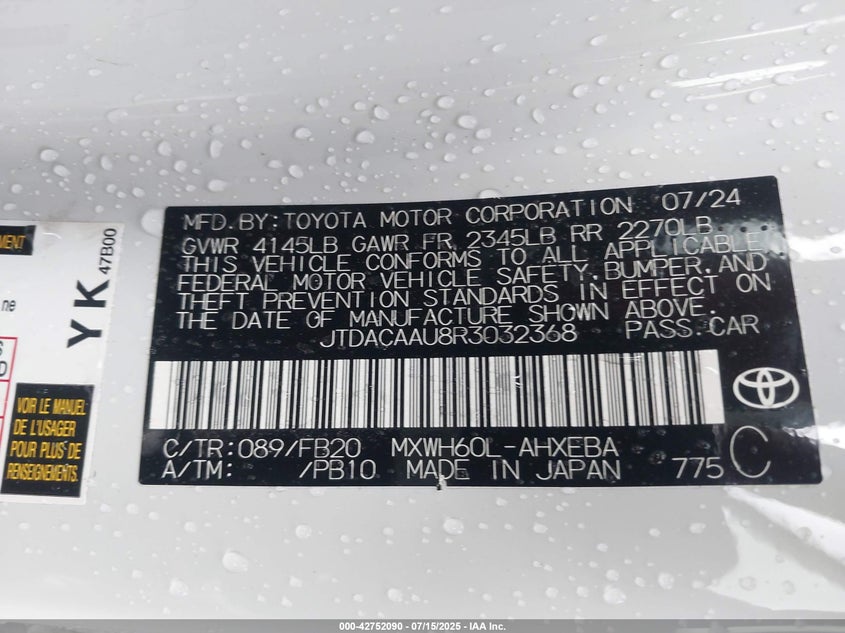 MFD. BY: TOYOTA MOTOR CORPORATION 07/24
GVWR 4145LB GAWR FR 2345LB RR 2270LB
THIS VEHICLE CONFORMS TO ALL APPLICABLE
FEDERAL MOTOR VEHICLE SAFETY, BUMPER, AND
THEFT PREVENTION STANDARDS IN EFFECT ON
THE DATE OF MANUFACTURE SHOWN ABOVE.
JTDACAAU8R3032368 PASS. CAR
C/TR: 089/FB20 MXWH60L-AHXEBA
A/TM: /PB10 MADE IN JAPAN 775 C
YK
47B00
ne
D
VOIR LE MANUEL
DE L'USAGER
POUR PLUS DE
RENSEIGNEMENTS
000-42752090 - 07/15/2025 - IAA Inc.